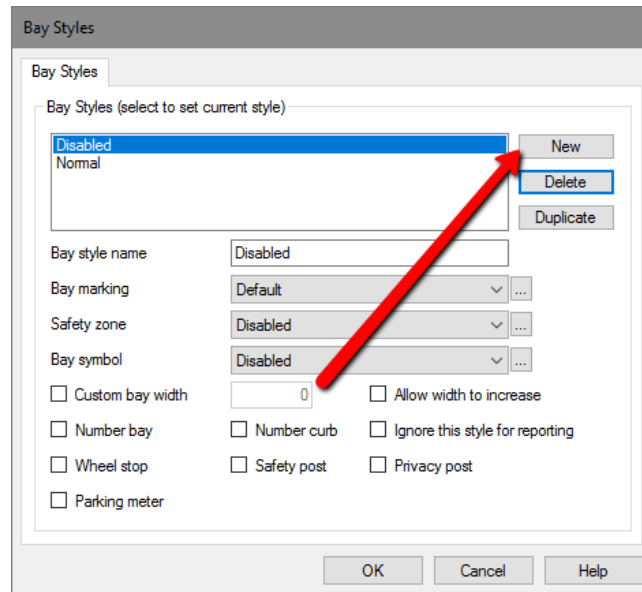 Bay Styles
Bay Styles
Bay Styles (select to set current style)
Disabled
New
Normal
Delete
Duplicate
Bay style name Disabled
Bay marking Default ...
Safety zone Disabled ...
Bay symbol Disabled ...
Custom bay width 0 Allow width to increase
Number bay Number curb Ignore this style for reporting
Wheel stop Safety post Privacy post
Parking meter
OK Cancel Help